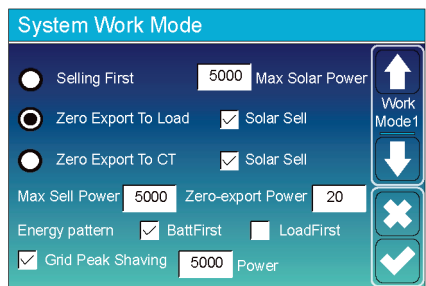 System Work Mode
Selling First 5000 Max Solar Power
Work
Mode1
Zero Export To Load Solar Sell
Zero Export To CT Solar Sell
Max Sell Power 5000 Zero-export Power 20
Energy pattern BattFirst LoadFirst
Grid Peak Shaving 5000 Power